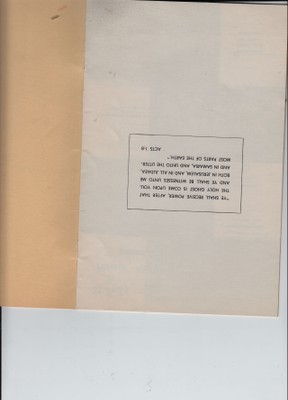 "YE SHALL RECEIVE POWER, AFTER THAT
THE HOLY GHOST IS COME UPON YOU:
AND YE SHALL BE WITNESSES UNTO ME
BOTH IN JERUSALEM, AND IN ALL JUDAEA,
AND IN SAMARIA, AND UNTO THE UTTER-
MOST PARTS OF THE EARTH."
ACTS 1:8